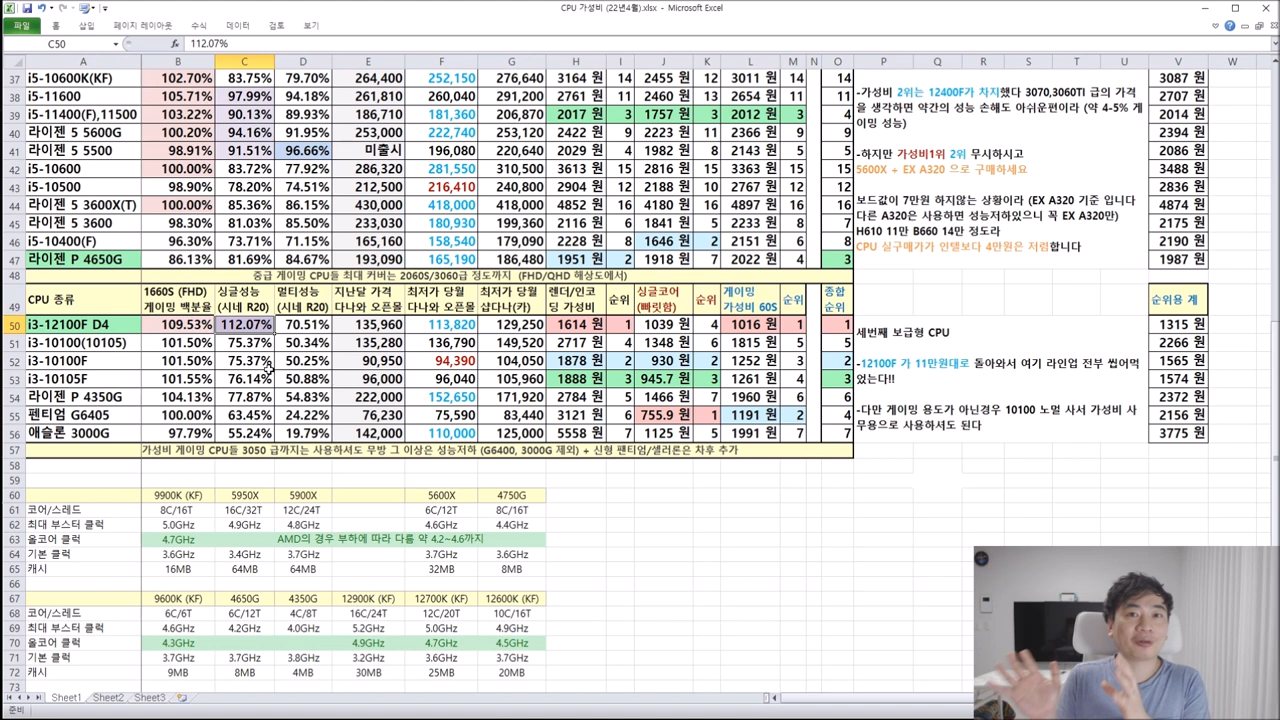 CPU 가성비 (22년4월).xlsx - Microsoft Excel
파일 홈 삽입 페이지 레이아웃 수식 데이터 검토 보기
C50 fx 112.07%
A B C D E F G H I J K L M N O P Q R S T U V W
37 i5-10600K(KF) 102.70% 83.75% 79.70% 264,400 252,150 276,640 3164 원 14 2455 원 12 3011 원 14 14 3087 원
38 i5-11600 105.71% 97.99% 94.18% 261,810 260,040 291,200 2761 원 11 2460 원 13 2654 원 11 11 2707 원
39 i5-11400(F),11500 103.22% 90.13% 89.93% 186,710 181,360 206,870 2017 원 3 1757 원 3 2012 원 3 4 2014 원
40 라이젠 5 5600G 100.20% 94.16% 91.95% 253,000 222,740 253,120 2422 원 9 2223 원 11 2366 원 9 9 2394 원
41 라이젠 5 5500 98.91% 91.51% 96.66% 미출시 196,080 220,640 2029 원 4 1982 원 8 2143 원 5 5 2086 원
42 i5-10600 100.00% 83.72% 77.92% 286,320 281,550 310,560 3613 원 15 2816 원 15 3363 원 15 15 3488 원
43 i5-10500 98.90% 78.20% 74.51% 212,500 216,410 240,800 2904 원 12 2188 원 10 2767 원 12 12 2836 원
44 라이젠 5 3600X(T) 100.00% 85.36% 86.15% 430,000 418,000 418,000 4852 원 16 4897 원 16 4897 원 16 16 4874 원
45 라이젠 5 3600 98.30% 81.03% 85.50% 233,030 180,930 199,360 2116 원 6 1841 원 5 2233 원 8 7 2175 원
46 i5-10400(F) 96.30% 73.71% 71.15% 165,160 158,540 179,090 2228 원 8 1646 원 2 2151 원 6 8 2190 원
47 라이젠 P 4650G 86.13% 81.69% 84.67% 193,090 165,190 186,480 1951 원 2 1918 원 7 2022 원 4 3 1987 원
48 중급 게이밍 CPU들 최대 커버는 2060S/3060급 정도까지 (FHD/QHD 해상도에서)
49 CPU 종류 1660S (FHD) 게이밍 백분율 싱글성능 (시네 R20) 멀티성능 (시네 R20) 지난달 가격 다나와 오픈몰 최저가 당월 다나와 오픈몰 최저가 당월 샵다나(카) 렌더/인코딩 가성비 순위 싱글코어 (빠릿함) 순위 게이밍 가성비 60S 순위 종합 순위 순위용 계
50 i3-12100F D4 109.53% 112.07% 70.51% 135,960 113,820 129,250 1614 원 1 1039 원 4 1016 원 1 1 1315 원
51 i3-10100(10105) 101.50% 75.37% 50.34% 135,280 136,790 149,520 2717 원 4 1348 원 6 1815 원 5 5 2266 원
52 i3-10100F 101.50% 75.37% 50.25% 90,950 94,390 104,050 1878 원 2 930 원 2 1252 원 3 2 1565 원
53 i3-10105F 101.55% 76.14% 50.88% 96,000 96,040 105,960 1888 원 3 945.7 원 3 1261 원 4 3 1574 원
54 라이젠 P 4350G 104.13% 77.87% 54.83% 222,000 152,650 171,920 2784 원 5 1466 원 7 1960 원 6 6 2372 원
55 펜티엄 G6405 100.00% 63.45% 24.22% 76,230 75,590 83,440 3121 원 6 755.9 원 1 1191 원 2 4 2156 원
56 애슬론 3000G 97.79% 55.24% 19.79% 142,000 110,000 125,000 5558 원 7 1125 원 5 1991 원 7 7 3775 원
57 가성비 게이밍 CPU들 3050 급까지는 사용하셔도 무방 그 이상은 성능저하 (G6400, 3000G 제외) + 신형 펜티엄/셀러론은 차후 추가
-가성비 2위는 12400F가 차지했다 3070,3060TI 급의 가격
을 생각하면 약간의 성능 손해도 아쉬운편이라 (약 4-5% 게
이밍 성능)
-하지만 가성비1위 2위 무시하시고
5600X + EX A320 으로 구매하세요
보드값이 7만원 하지않는 상황이라 (EX A320 기준 입니다
다른 A320은 사용하면 성능저하있으니 꼭 EX A320만)
H610 11만 B660 14만 정도라
CPU 실구매가가 인텔보다 4만원은 저렴합니다
세번째 보급형 CPU
-12100F 가 11만원대로 돌아와서 여기 라인업 전부 씹어먹
었는다!!
-다만 게이밍 용도가 아닌경우 10100 노멀 사서 가성비 사
무용으로 사용하셔도 된다
58
59
60 9900K (KF) 5950X 5900X 5600X 4750G
61 코어/스레드 8C/16T 16C/32T 12C/24T 6C/12T 8C/16T
62 최대 부스터 클럭 5.0GHz 4.9GHz 4.8GHz 4.6GHz 4.4GHz
63 올코어 클럭 4.7GHz AMD의 경우 부하에 따라 다름 약 4.2~4.6까지
64 기본 클럭 3.6GHz 3.4GHz 3.7GHz 3.7GHz 3.6GHz
65 캐시 16MB 64MB 64MB 32MB 8MB
66
67 9600K (KF) 4650G 4350G 12900K (KF) 12700K (KF) 12600K (KF)
68 코어/스레드 6C/6T 6C/12T 4C/8T 16C/24T 12C/20T 10C/16T
69 최대 부스터 클럭 4.6GHz 4.2GHz 4.0GHz 5.2GHz 5.0GHz 4.9GHz
70 올코어 클럭 4.3GHz 4.9GHz 4.7GHz 4.5GHz
71 기본 클럭 3.7GHz 3.7GHz 3.8GHz 3.2GHz 3.6GHz 3.7GHz
72 캐시 9MB 8MB 4MB 30MB 25MB 20MB
73
Sheet1 Sheet2 Sheet3
준비